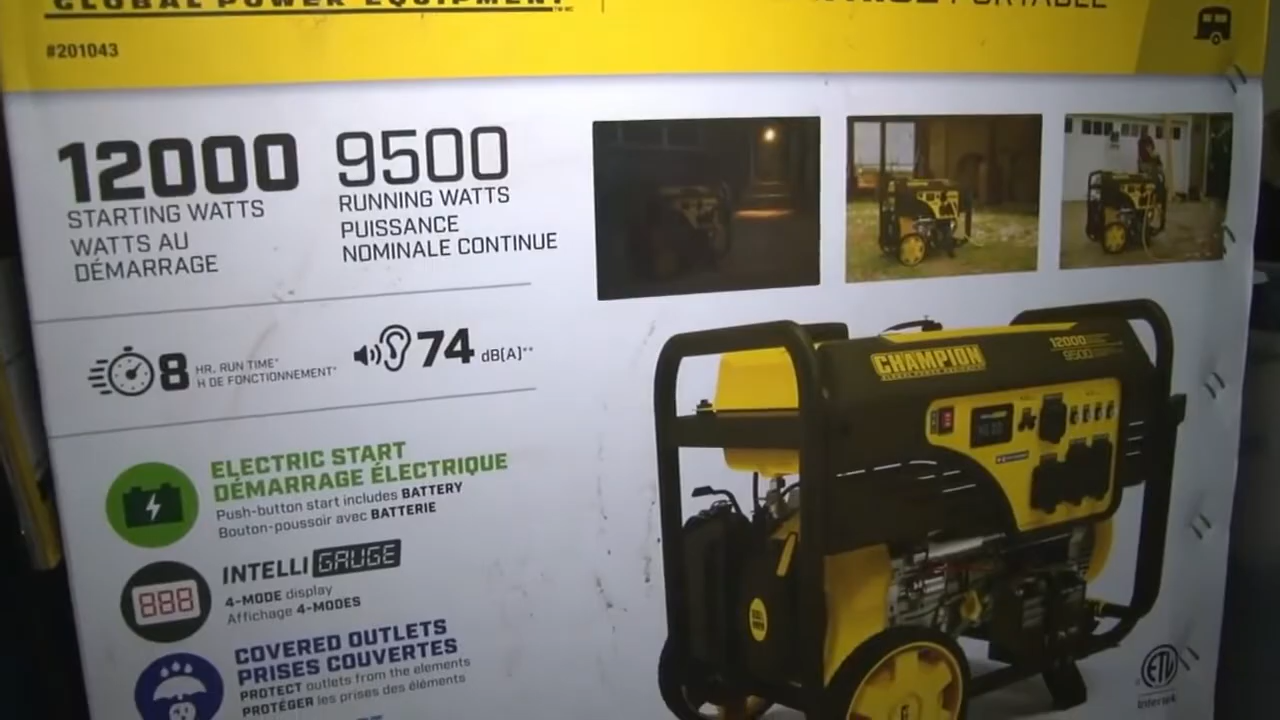 GLOBAL POWER EQUIPMENT
PORTABLE
#201043
12000
STARTING WATTS
WATTS AU
DÉMARRAGE
9500
RUNNING WATTS
PUISSANCE
NOMINALE CONTINUE
8 HR. RUN TIME*
H DE FONCTIONNEMENT*
74 dB(A)**
ELECTRIC START
DÉMARRAGE ÉLECTRIQUE
Push-button start includes BATTERY
Bouton-poussoir avec BATTERIE
INTELLIGAUGE
888
4-MODE display
Affichage 4-MODES
COVERED OUTLETS
PRISES COUVERTES
PROTECT outlets from the elements
PROTÉGER les prises des éléments
CHAMPION
12000
9500
ETL
Intertek